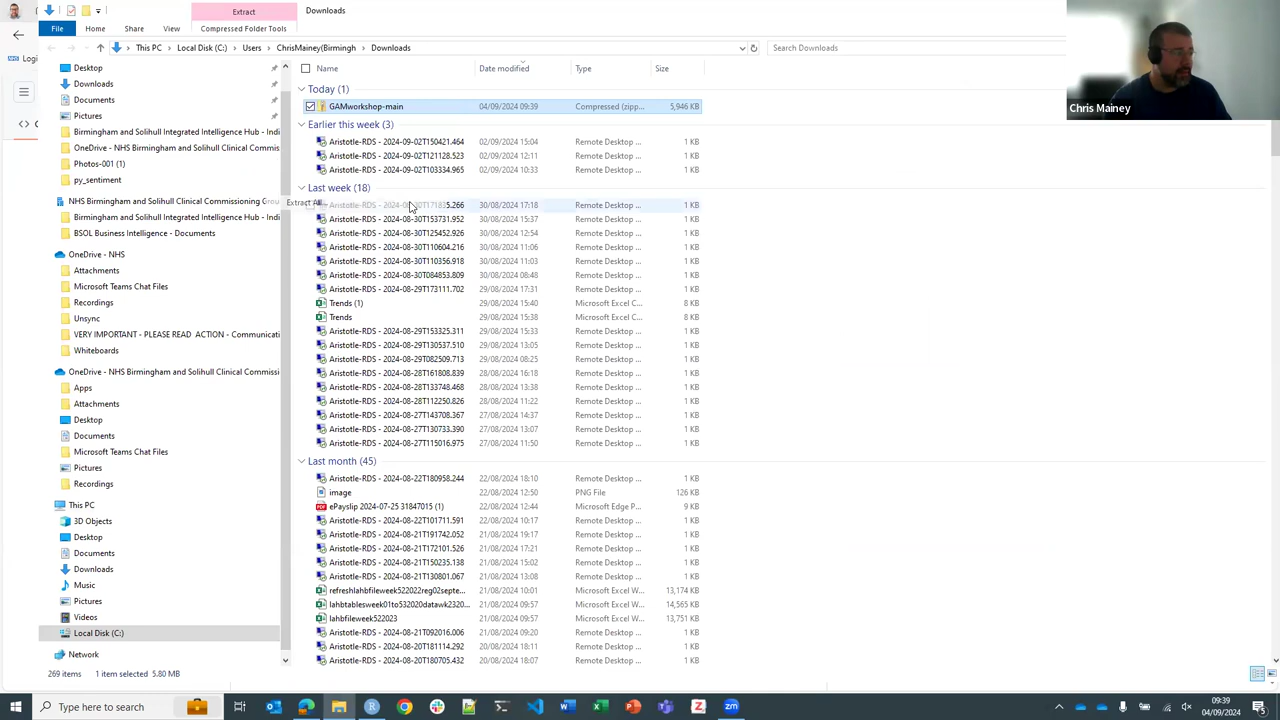 Extract
Downloads
File
Home
Share
View
Compressed Folder Tools
This PC
Local Disk (C:)
Users
ChrisMainey(Birmingh
Downloads
Search Downloads
Chris Mainey
Logi
Desktop
Downloads
Documents
Pictures
Birmingham and Solihull Integrated Intelligence Hub - Indi
OneDrive - NHS Birmingham and Solihull Clinical Commis
Photos-001 (1)
py_sentiment
NHS Birmingham and Solihull Clinical Commissioning G
Birmingham and Solihull Integrated Intelligence Hub - Indi
BSOL Business Intelligence - Documents
OneDrive - NHS
Attachments
Microsoft Teams Chat Files
Recordings
Unsync
VERY IMPORTANT - PLEASE READ ACTION - Communicati
Whiteboards
OneDrive - NHS Birmingham and Solihull Clinical Commissi
Apps
Attachments
Desktop
Documents
Microsoft Teams Chat Files
Pictures
Recordings
This PC
3D Objects
Desktop
Documents
Downloads
Music
Pictures
Videos
Local Disk (C:)
Network
Extract All...
Name Date modified Type Size
Today (1)
GAMworkshop-main 04/09/2024 09:39 Compressed (zipp... 5,946 KB
Earlier this week (3)
Aristotle-RDS - 2024-09-02T150421.464 02/09/2024 15:04 Remote Desktop ... 1 KB
Aristotle-RDS - 2024-09-02T121128.523 02/09/2024 12:11 Remote Desktop ... 1 KB
Aristotle-RDS - 2024-09-02T103334.965 02/09/2024 10:33 Remote Desktop ... 1 KB
Last week (18)
Aristotle-RDS - 2024-08-30T171835.266 30/08/2024 17:18 Remote Desktop ... 1 KB
Aristotle-RDS - 2024-08-30T153731.952 30/08/2024 15:37 Remote Desktop ... 1 KB
Aristotle-RDS - 2024-08-30T125452.926 30/08/2024 12:54 Remote Desktop ... 1 KB
Aristotle-RDS - 2024-08-30T110604.216 30/08/2024 11:06 Remote Desktop ... 1 KB
Aristotle-RDS - 2024-08-30T110356.918 30/08/2024 11:03 Remote Desktop ... 1 KB
Aristotle-RDS - 2024-08-30T084853.809 30/08/2024 08:48 Remote Desktop ... 1 KB
Aristotle-RDS - 2024-08-29T173111.702 29/08/2024 17:31 Remote Desktop ... 1 KB
Trends (1) 29/08/2024 15:40 Microsoft Excel C... 8 KB
Trends 29/08/2024 15:38 Microsoft Excel C... 8 KB
Aristotle-RDS - 2024-08-29T153325.311 29/08/2024 15:33 Remote Desktop ... 1 KB
Aristotle-RDS - 2024-08-29T130537.510 29/08/2024 13:05 Remote Desktop ... 1 KB
Aristotle-RDS - 2024-08-29T082509.713 29/08/2024 08:25 Remote Desktop ... 1 KB
Aristotle-RDS - 2024-08-28T161808.839 28/08/2024 16:18 Remote Desktop ... 1 KB
Aristotle-RDS - 2024-08-28T133748.468 28/08/2024 13:38 Remote Desktop ... 1 KB
Aristotle-RDS - 2024-08-28T112250.826 28/08/2024 11:22 Remote Desktop ... 1 KB
Aristotle-RDS - 2024-08-27T143708.367 27/08/2024 14:37 Remote Desktop ... 1 KB
Aristotle-RDS - 2024-08-27T130733.390 27/08/2024 13:07 Remote Desktop ... 1 KB
Aristotle-RDS - 2024-08-27T115016.975 27/08/2024 11:50 Remote Desktop ... 1 KB
Last month (45)
Aristotle-RDS - 2024-08-22T180958.244 22/08/2024 18:10 Remote Desktop ... 1 KB
image 22/08/2024 12:50 PNG File 126 KB
ePayslip 2024-07-25 31847015 (1) 22/08/2024 12:44 Microsoft Edge P... 9 KB
Aristotle-RDS - 2024-08-22T101711.591 22/08/2024 10:17 Remote Desktop ... 1 KB
Aristotle-RDS - 2024-08-21T191742.052 21/08/2024 19:17 Remote Desktop ... 1 KB
Aristotle-RDS - 2024-08-21T172101.526 21/08/2024 17:21 Remote Desktop ... 1 KB
Aristotle-RDS - 2024-08-21T150235.138 21/08/2024 15:02 Remote Desktop ... 1 KB
Aristotle-RDS - 2024-08-21T130801.067 21/08/2024 13:08 Remote Desktop ... 1 KB
refreshlahbfileweek522022reg02septe... 21/08/2024 10:01 Microsoft Excel W... 13,174 KB
lahbtablesweek01to532020datawk2320... 21/08/2024 09:57 Microsoft Excel W... 14,565 KB
lahbfileweek522023 21/08/2024 09:57 Microsoft Excel W... 13,751 KB
Aristotle-RDS - 2024-08-21T092016.006 21/08/2024 09:20 Remote Desktop ... 1 KB
Aristotle-RDS - 2024-08-20T181114.292 20/08/2024 18:11 Remote Desktop ... 1 KB
Aristotle-RDS - 2024-08-20T180705.432 20/08/2024 18:07 Remote Desktop ... 1 KB
269 items 1 item selected 5.80 MB
Type here to search
09:39
04/09/2024